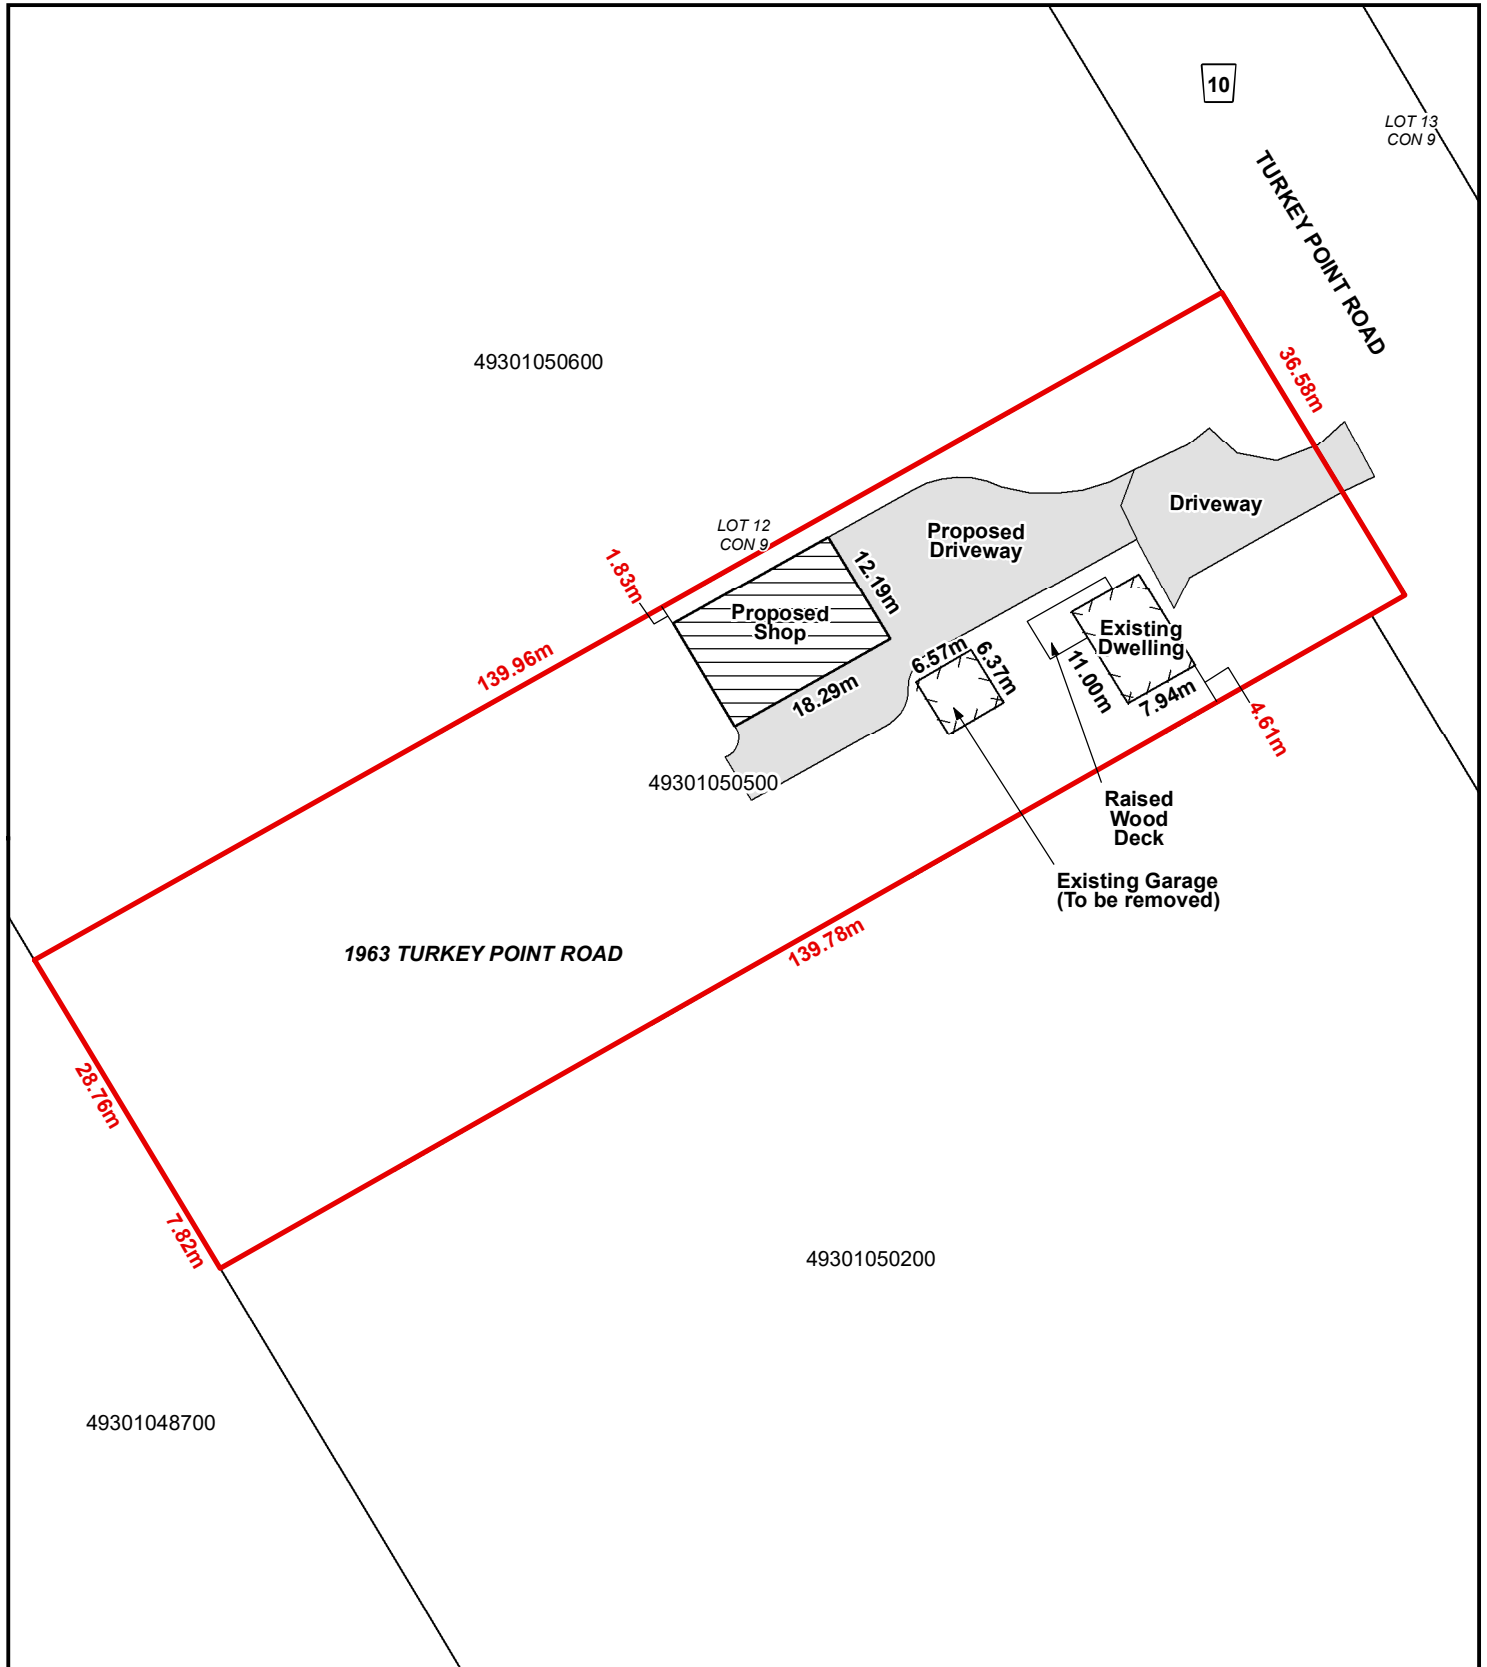 10
LOT 13
CON 9
TURKEY POINT ROAD
49301050600
36.58m
Driveway
LOT 12
CON 9
Proposed
Driveway
1.83m
12.19m
Proposed
Shop
Existing
Dwelling
139.96m
6.57m
6.37m
11.00m
18.29m
7.94m
4.61m
49301050500
Raised
Wood
Deck
Existing Garage
(To be removed)
139.78m
1963 TURKEY POINT ROAD
28.76m
7.82m
49301050200
49301048700